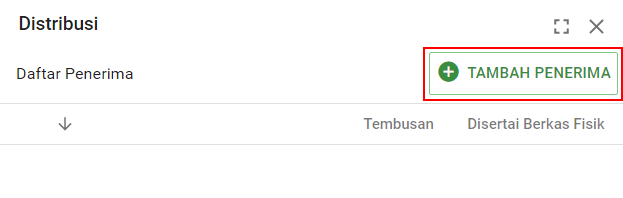 Distribusi
Daftar Penerima
TAMBAH PENERIMA
Tembusan
Disertai Berkas Fisik